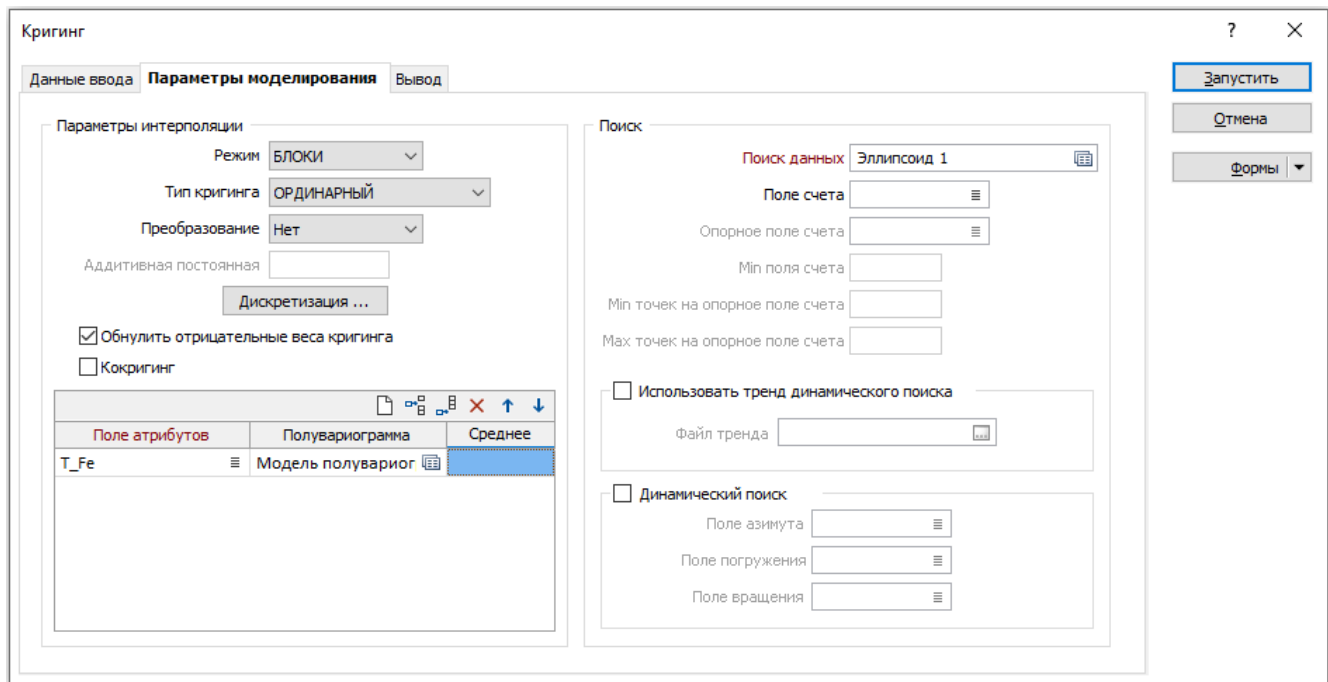 Кригинг
?
Данные ввода Параметры моделирования Вывод
Запустить
Отмена
Формы
Параметры интерполяции
Режим БЛОКИ
Тип кригинга ОРДИНАРНЫЙ
Преобразование Нет
Аддитивная постоянная
Дискретизация ...
Обнулить отрицательные веса кригинга
Кокригинг
Поле атрибутов Полувариограмма Среднее
T_Fe Модель полувариог
Поиск
Поиск данных Эллипсоид 1
Поле счета
Опорное поле счета
Min поля счета
Min точек на опорное поле счета
Max точек на опорное поле счета
Использовать тренд динамического поиска
Файл тренда
Динамический поиск
Поле азимута
Поле погружения
Поле вращения